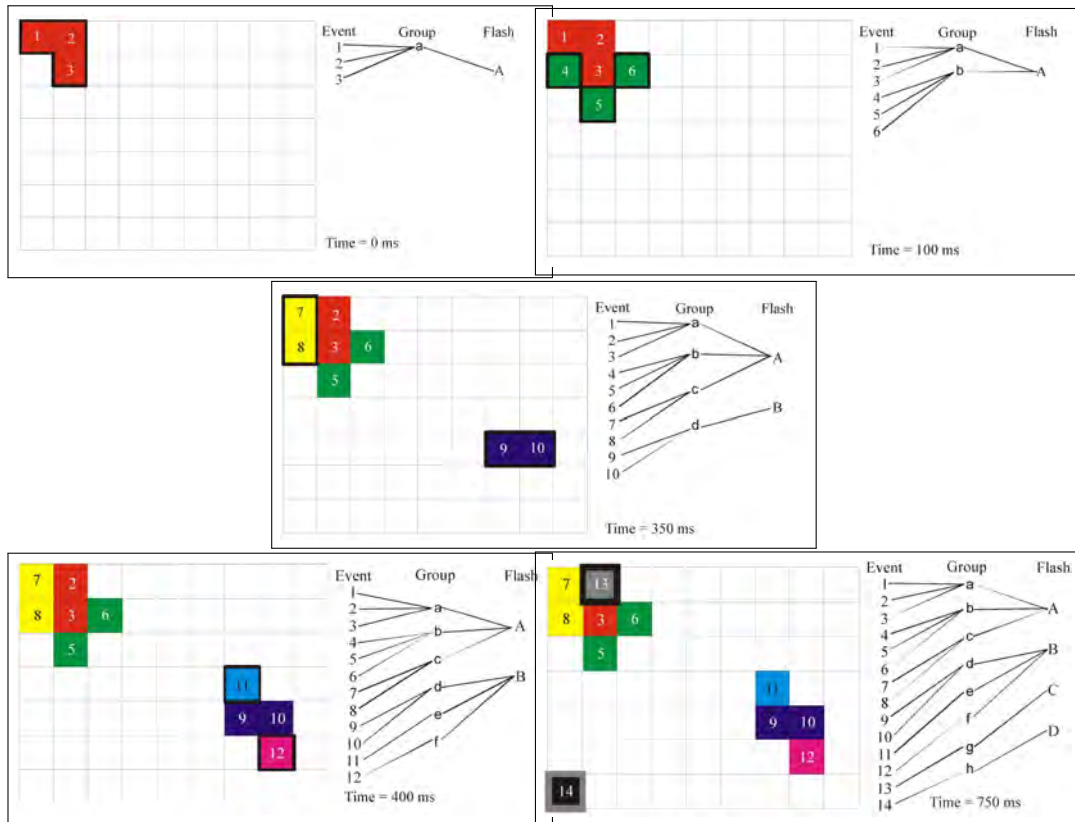 Event Group Flash
1 2
3
1
2
3
a
A
Time = 0 ms
Event Group Flash
1 2
4 3 6
5
1
2
3
4
5
6
a
b
A
Time = 100 ms
Event Group Flash
7 2
8 3 6
5
9 10
1
2
3
4
5
6
7
8
9
10
a
b
c
d
A
B
Time = 350 ms
Event Group Flash
7 2
8 3 6
5
11
9 10
12
1
2
3
4
5
6
7
8
9
10
11
12
a
b
c
d
e
f
A
B
Time = 400 ms
Event Group Flash
7 13
8 3 6
5
11
9 10
12
14
1
2
3
4
5
6
7
8
9
10
11
12
13
14
a
b
c
d
e
f
g
h
A
B
C
D
Time = 750 ms